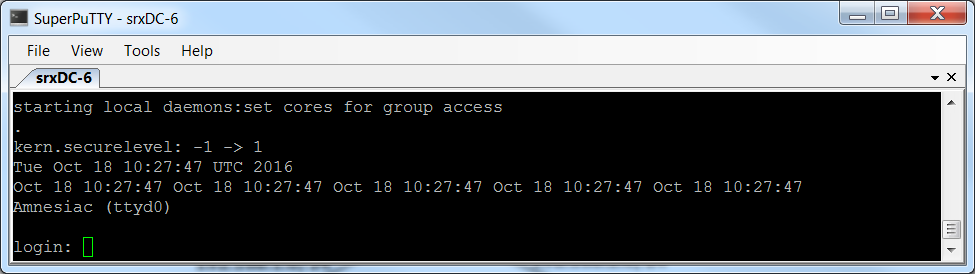 SuperPuTTY - srxDC-6
File View Tools Help
srxDC-6
starting local daemons:set cores for group access
.
kern.securelevel: -1 -> 1
Tue Oct 18 10:27:47 UTC 2016
Oct 18 10:27:47 Oct 18 10:27:47 Oct 18 10:27:47 Oct 18 10:27:47 Oct 18 10:27:47
Amnesiac (ttyd0)
login: